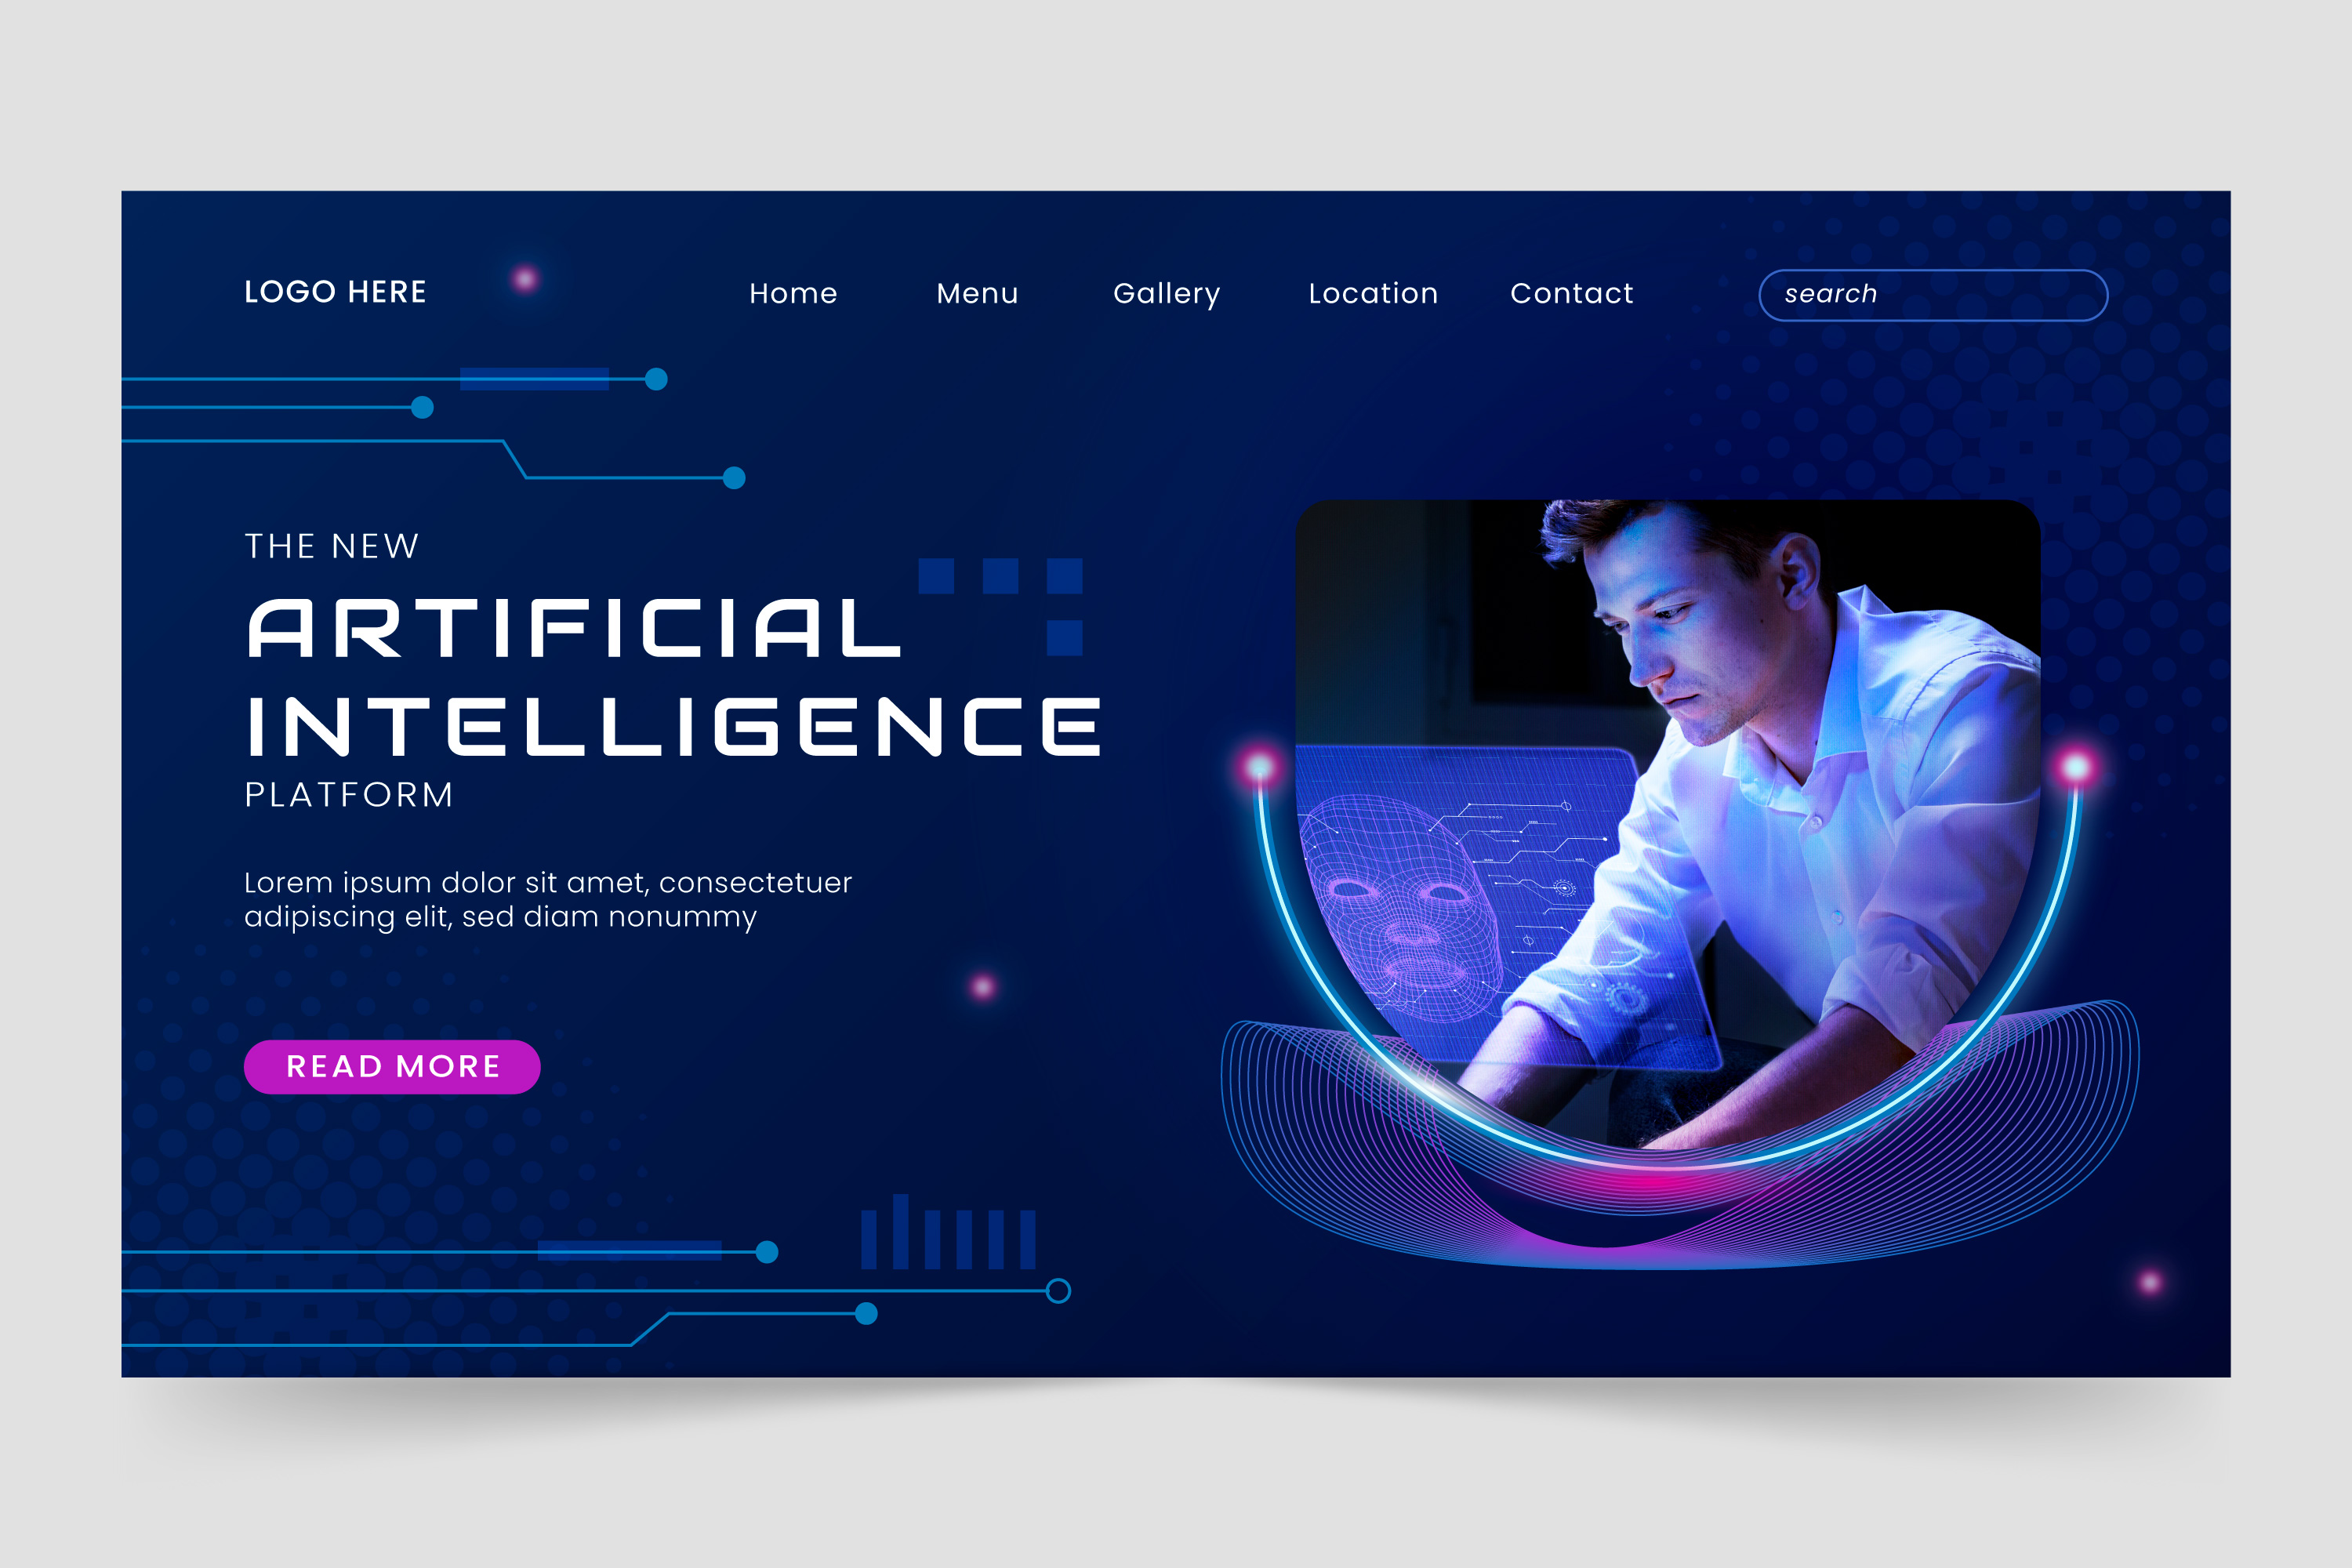 LOGO HERE
Home
Menu
Gallery
Location
Contact
search
THE NEW
ARTIFICIAL
INTELLIGENCE
PLATFORM
Lorem ipsum dolor sit amet, consectetuer
adipiscing elit, sed diam nonummy
READ MORE